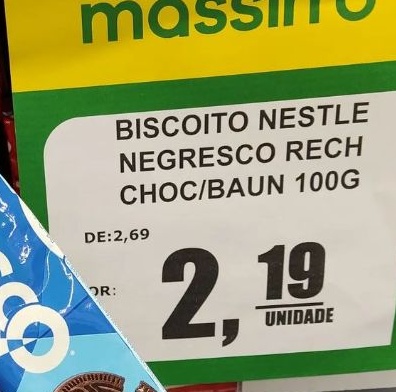 BISCOITO NESTLE
NEGRESCO RECH
CHOC/BAUN 100G
DE:2,69
OR:
2,19
UNIDADE